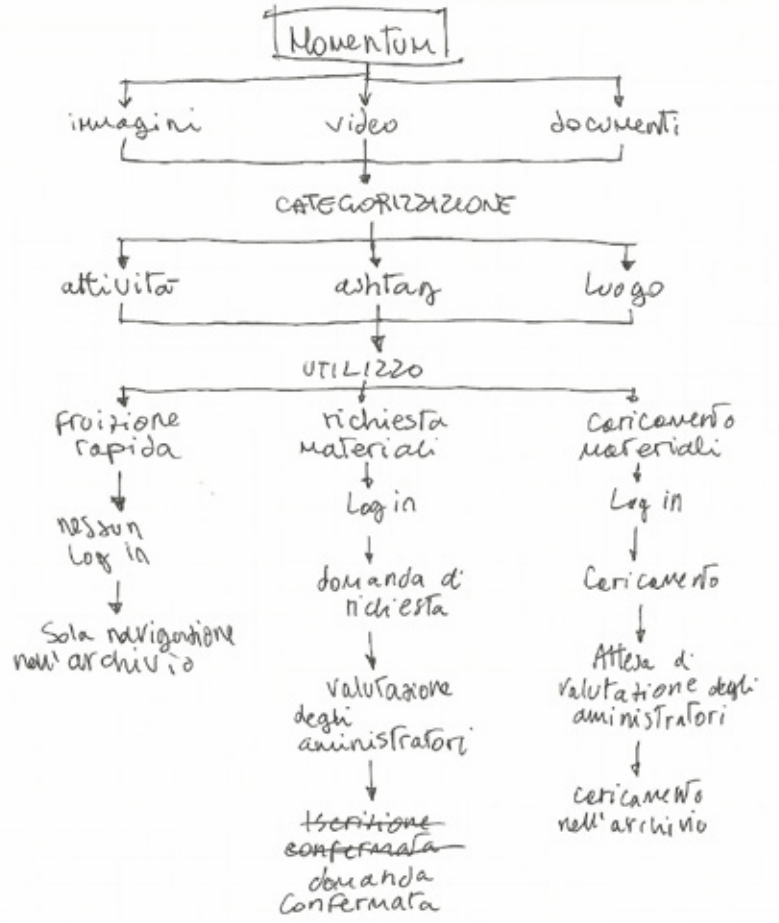 Momentum
immagini
video
documenti
CATEGORIZZAZIONE
attività
ashtag
luogo
UTILIZZO
fruizione
rapida
nessun
Log in
Sola navigazione
nell'archivio
richiesta
materiali
Log in
domanda di
richiesta
valutazione
degli
aministratori
Iscrizione
confermata
domanda
confermata
caricamento
materiali
Log in
Caricamento
Attesa di
valutazione degli
aministratori
caricamento
nell'archivio